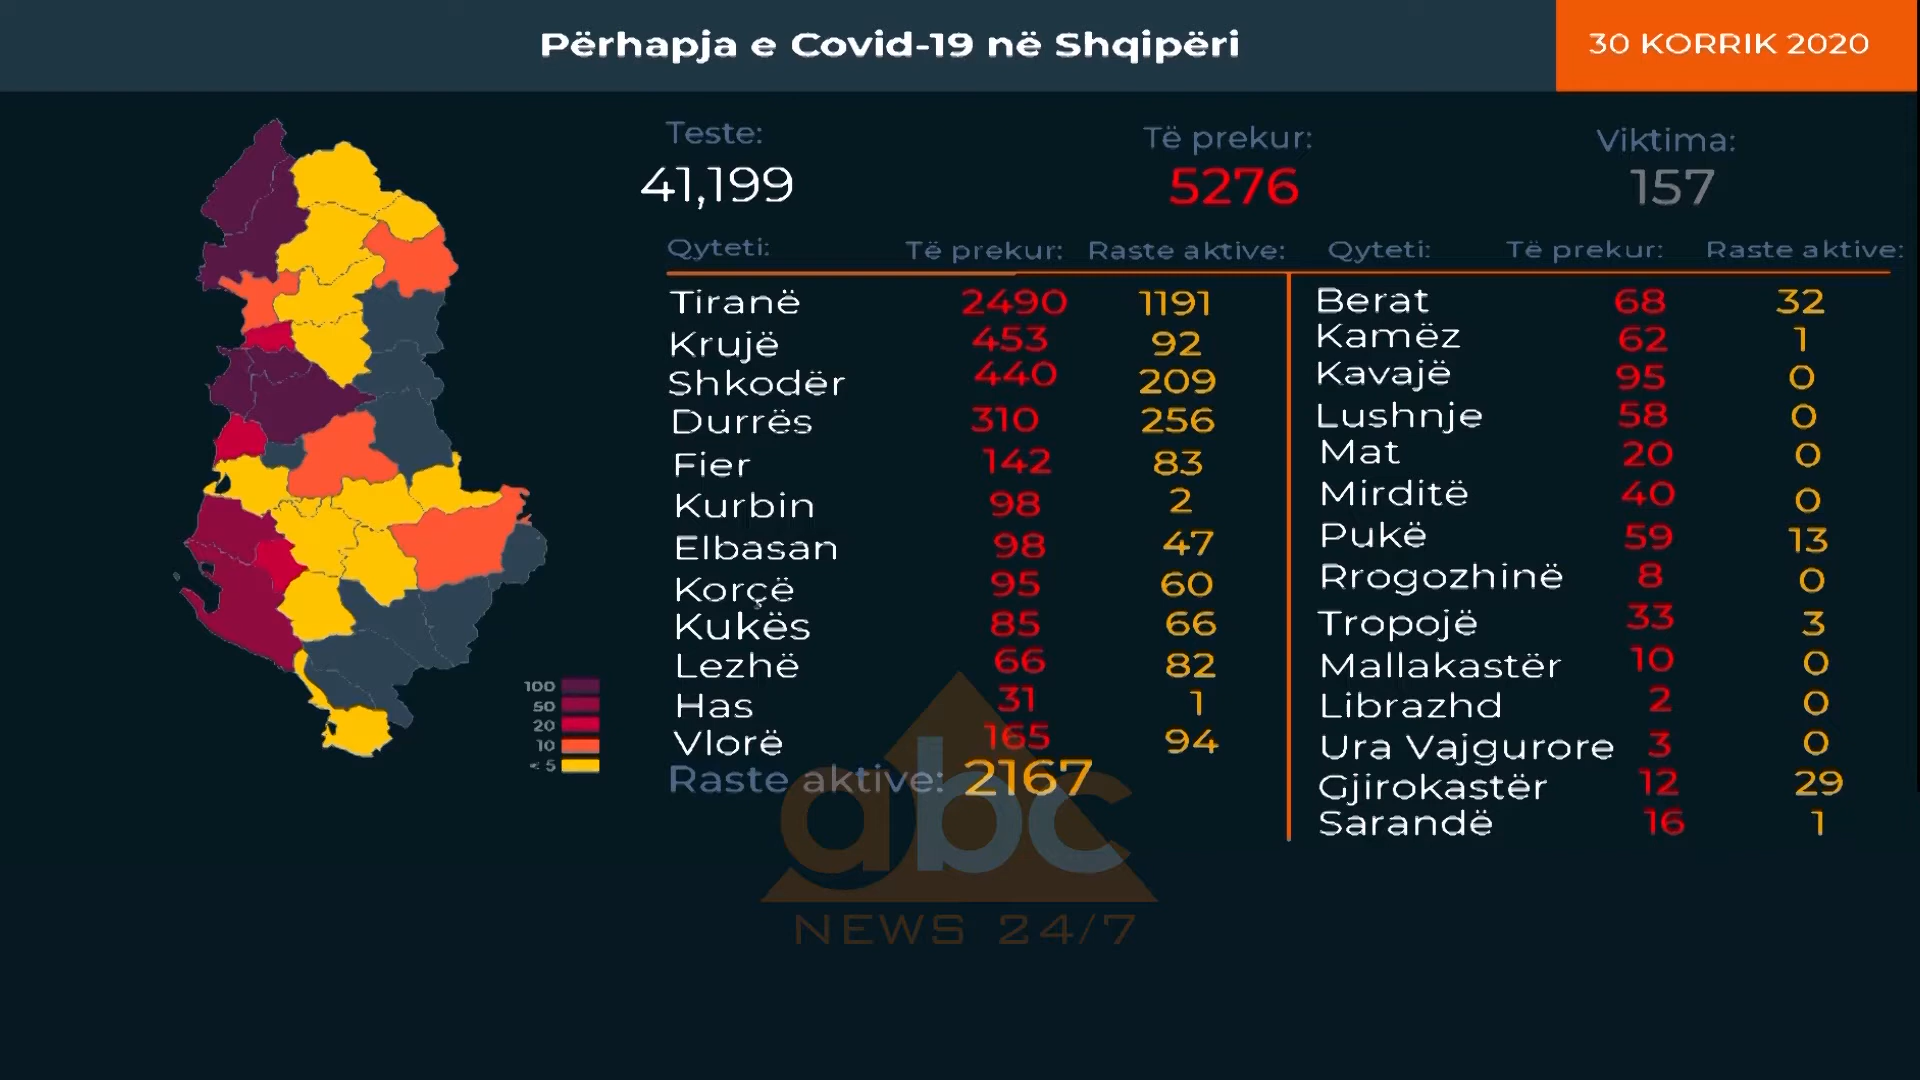 Përhapja e Covid-19 në Shqipëri
30 KORRIK 2020
Teste: Të prekur: Viktima:
41,199 5276 157
Qyteti: Të prekur: Raste aktive: Qyteti: Të prekur: Raste aktive:
Tiranë 2490 1191
Krujë 453 92
Shkodër 440 209
Durrës 310 256
Fier 142 83
Kurbin 98 2
Elbasan 98 47
Korçë 95 60
Kukës 85 66
Lezhë 66 82
Has 31 1
Vlorë 165 94
Raste aktive: 2167
Berat 68 32
Kamëz 62 1
Kavajë 95 0
Lushnje 58 0
Mat 20 0
Mirditë 40 0
Pukë 59 13
Rrogozhinë 8 0
Tropojë 33 3
Mallakastër 10 0
Librazhd 2 0
Ura Vajgurore 3 0
Gjirokastër 12 29
Sarandë 16 1
100
50
20
10
< 5
abc
NEWS 24/7